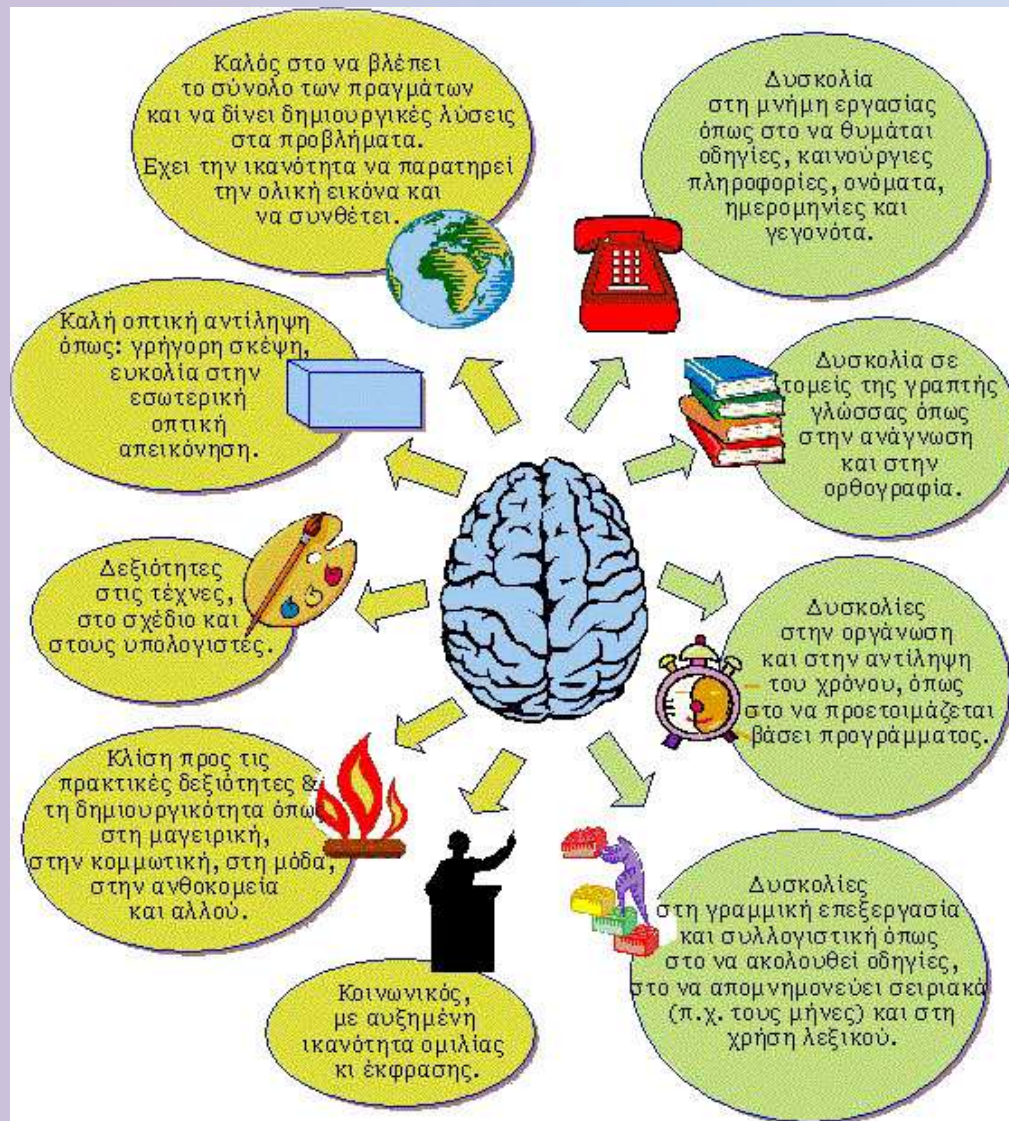 Καλός στο να βλέπει
το σύνολο των πραγμάτων
και να δίνει δημιουργικές λύσεις
στα προβλήματα.
Εχει την ικανότητα να παρατηρεί
την ολική εικόνα και
να συνθέτει.
Δυσκολία
στη μνήμη εργασίας
όπως στο να θυμάται
οδηγίες, καινούργιες
πληροφορίες, ονόματα,
ημερομηνίες και
γεγονότα.
Καλή οπτική αντίληψη
όπως: γρήγορη σκέψη,
ευκολία στην
εσωτερική
οπτική
απεικόνηση.
Δυσκολία σε
τομείς της γραπτής
γλώσσας όπως
στην ανάγνωση
και στην
ορθογραφία.
Δεξιότητες
στις τέχνες,
στο σχέδιο και
στους υπολογιστές.
Δυσκολίες
στην οργάνωση
και στην αντίληψη
του χρόνου, όπως
στο να προετοιμάζεται
βάσει προγράμματος.
Κλίση προς τις
πρακτικές δεξιότητες &
τη δημιουργικότητα όπως
στη μαγειρική,
στην κομμωτική, στη μόδα,
στην ανθοκομεία
και αλλού.
Δυσκολίες
στη γραμμική επεξεργασία
και συλλογιστική όπως
στο να ακολουθεί οδηγίες,
στο να απομνημονεύει σειριακά
(π.χ. τους μήνες) και στη
χρήση λεξικού.
Κοινωνικός,
με αυξημένη
ικανότητα ομιλίας
κι έκφρασης.